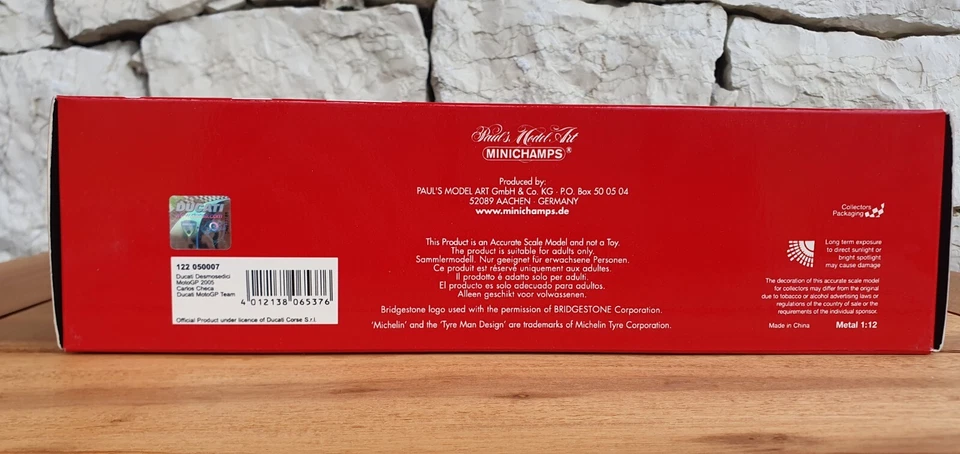 Paul's Model Art
MINICHAMPS®
Produced by:
PAUL'S MODEL ART GmbH & Co. KG · P.O. Box 50 05 04
52089 AACHEN · GERMANY
www.minichamps.de
This Product is an Accurate Scale Model and not a Toy.
The product is suitable for adults only.
Sammlermodell. Nur geeignet für erwachsene Personen.
Ce produit est réservé uniquement aux adultes.
Il prodotto é adatto solo per adulti.
El producto es sólo adecuado para adultos.
Alleen geschikt voor volwassenen.
Bridgestone logo used with the permission of BRIDGESTONE Corporation.
'Michelin' and the 'Tyre Man Design' are trademarks of Michelin Tyre Corporation.
DUCATI
122 050007
Ducati Desmosedici
MotoGP 2005
Carlos Checa
Ducati MotoGP Team
4 012138 065376
Official Product under licence of Ducati Corse S.r.l.
Collectors
Packaging
Long term exposure
to direct sunlight or
bright spotlight
may cause damage
The decoration of this accurate scale model
for collectors may differ from the original
due to tobacco or alcohol advertising laws or
regulations of the country of sale or the
requirements of the individual sponsor.
Made in China
Metal 1:12